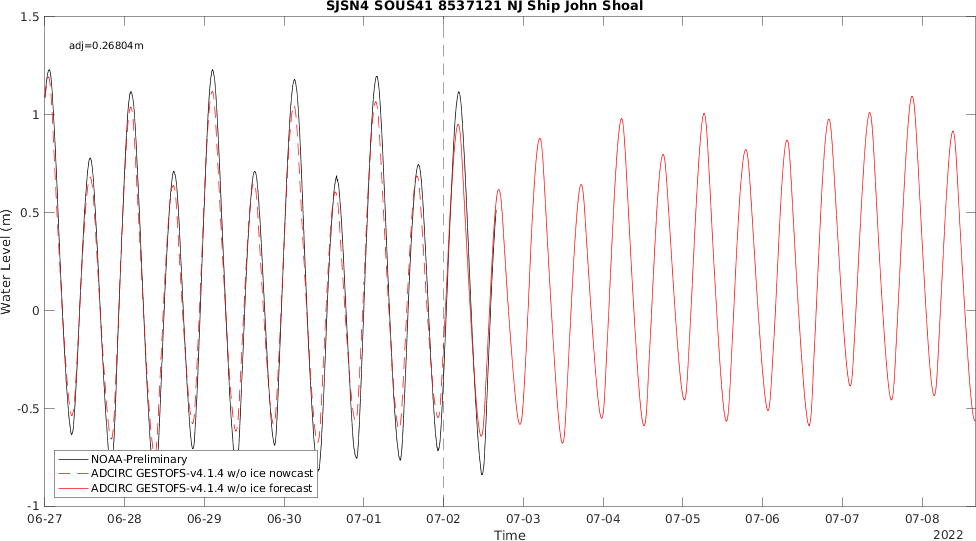 SJSN4 SOUS41 8537121 NJ Ship John Shoal
1.5
adj=0.26804m
1
0.5
Water Level (m)
0
-0.5
NOAA-Preliminary
ADCIRC GESTOFS-v4.1.4 w/o ice nowcast
ADCIRC GESTOFS-v4.1.4 w/o ice forecast
-1
06-27 06-28 06-29 06-30 07-01 07-02 07-03 07-04 07-05 07-06 07-07 07-08
Time
2022